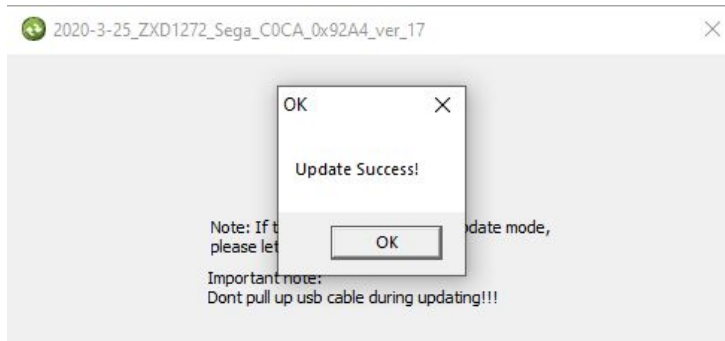 2020-3-25_ZXD1272_Sega_C0CA_0x92A4_ver_17
OK
Update Success!
OK
Note: If t date mode,
please let
Important note:
Dont pull up usb cable during updating!!!